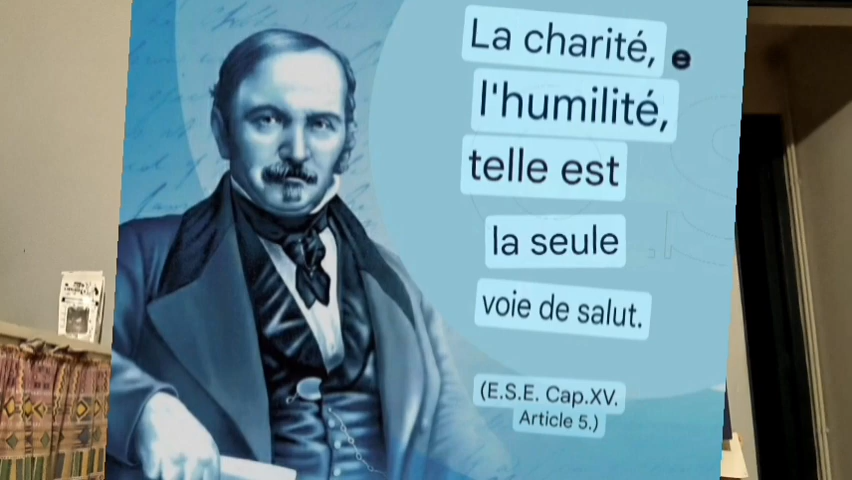 La charité, e
l'humilité,
telle est
la seule
voie de salut.
(E.S.E. Cap.XV.
Article 5.)